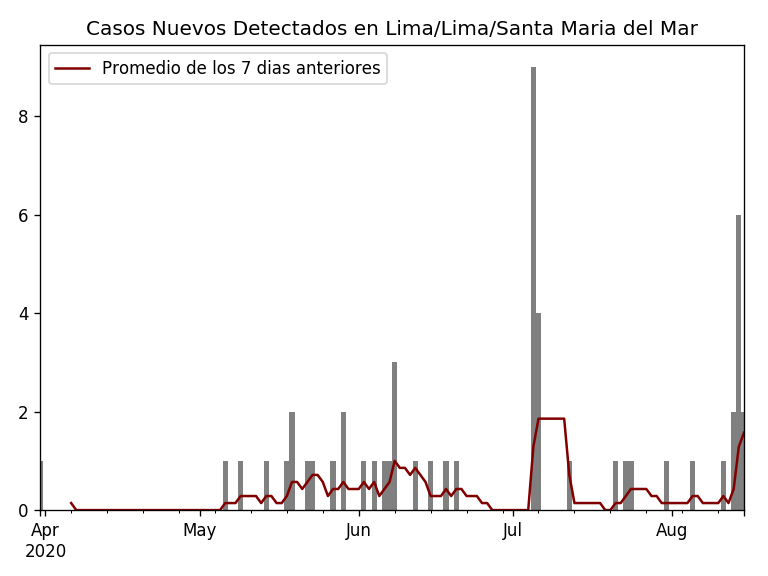 Casos Nuevos Detectados en Lima/Lima/Santa Maria del Mar
Promedio de los 7 dias anteriores
8
6
4
2
0
Apr May Jun Jul Aug
2020